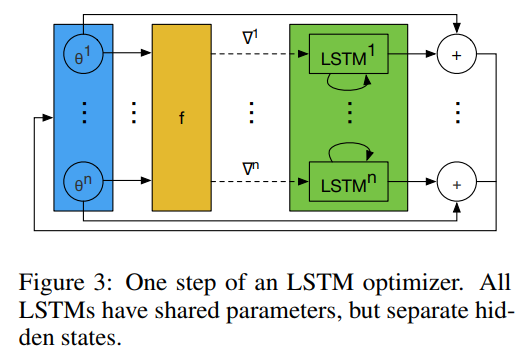 θ¹ f ∇¹ LSTM¹ +
θⁿ ∇ⁿ LSTMⁿ +
Figure 3: One step of an LSTM optimizer. All
LSTMs have shared parameters, but separate hid-
den states.